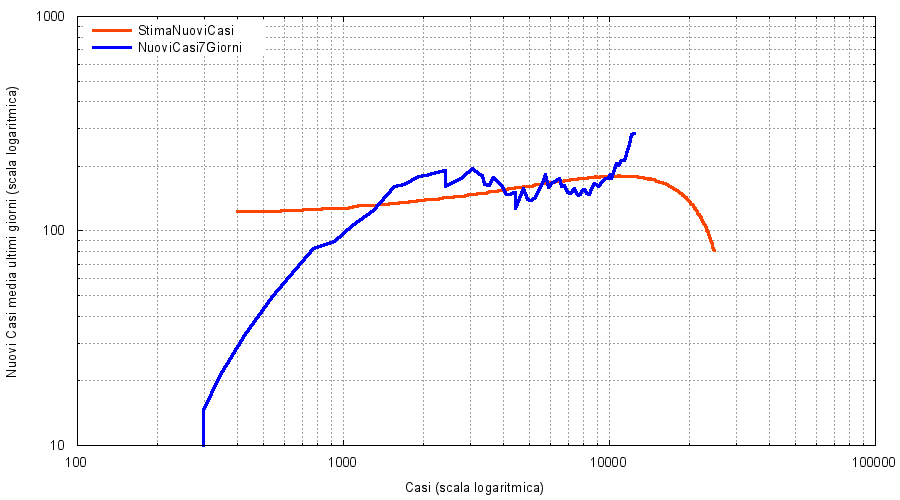 1000
StimaNuoviCasi
NuoviCasi7Giorni
Nuovi Casi media ultimi giorni (scala logaritmica)
100
10
100 1000 10000 100000
Casi (scala logaritmica)